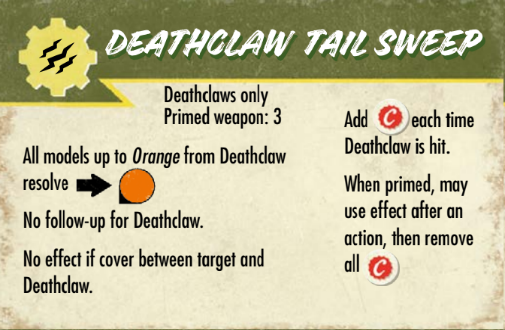 DEATHCLAW TAIL SWEEP
Deathclaws only
Primed weapon: 3
All models up to Orange from Deathclaw
resolve
No follow-up for Deathclaw.
No effect if cover between target and
Deathclaw.
Add C each time
Deathclaw is hit.
When primed, may
use effect after an
action, then remove
all C